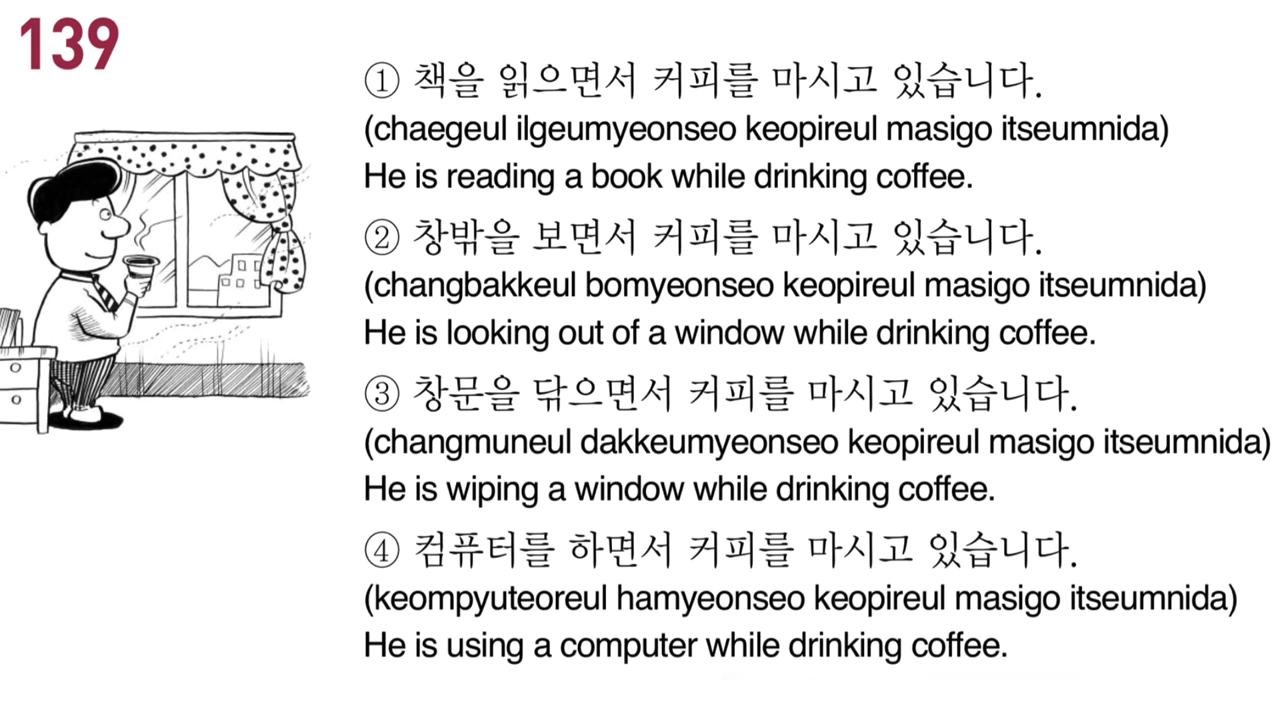 139
① 책을 읽으면서 커피를 마시고 있습니다.
(chaegeul ilgeumyeonseo keopireul masigo itseumnida)
He is reading a book while drinking coffee.
② 창밖을 보면서 커피를 마시고 있습니다.
(changbakkeul bomyeonseo keopireul masigo itseumnida)
He is looking out of a window while drinking coffee.
③ 창문을 닦으면서 커피를 마시고 있습니다.
(changmuneul dakkeumyeonseo keopireul masigo itseumnida)
He is wiping a window while drinking coffee.
④ 컴퓨터를 하면서 커피를 마시고 있습니다.
(keompyuteoreul hamyeonseo keopireul masigo itseumnida)
He is using a computer while drinking coffee.